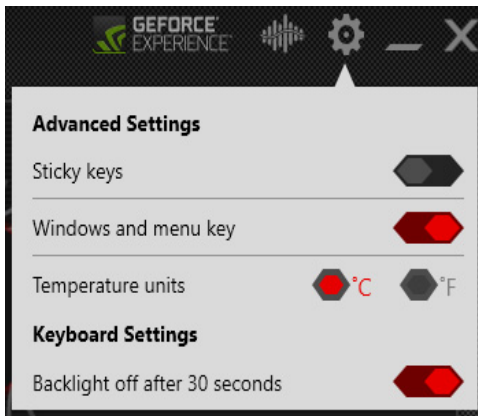 GEFORCE
EXPERIENCE
Advanced Settings
Sticky keys
Windows and menu key
Temperature units °C °F
Keyboard Settings
Backlight off after 30 seconds